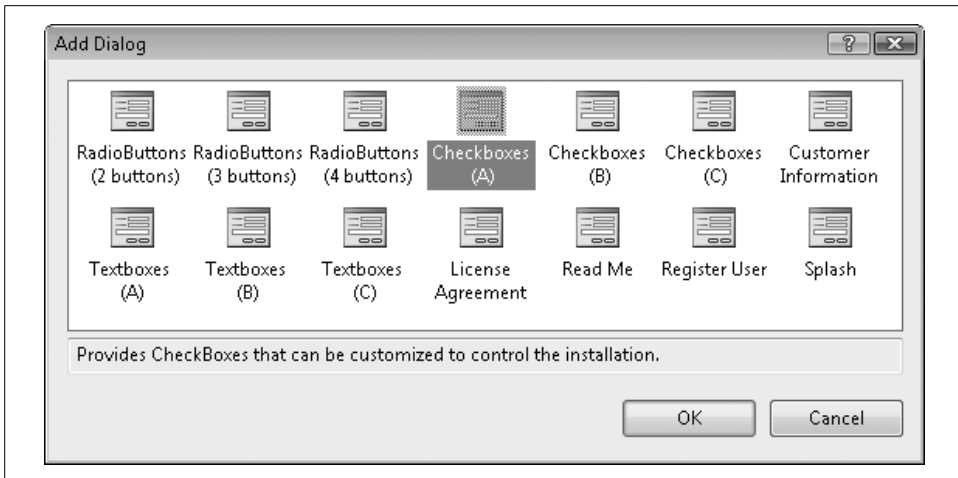 Add Dialog
?
RadioButtons RadioButtons RadioButtons Checkboxes Checkboxes Checkboxes Customer
(2 buttons) (3 buttons) (4 buttons) (A) (B) (C) Information
Textboxes Textboxes Textboxes License Read Me Register User Splash
(A) (B) (C) Agreement
Provides CheckBoxes that can be customized to control the installation.
OK Cancel